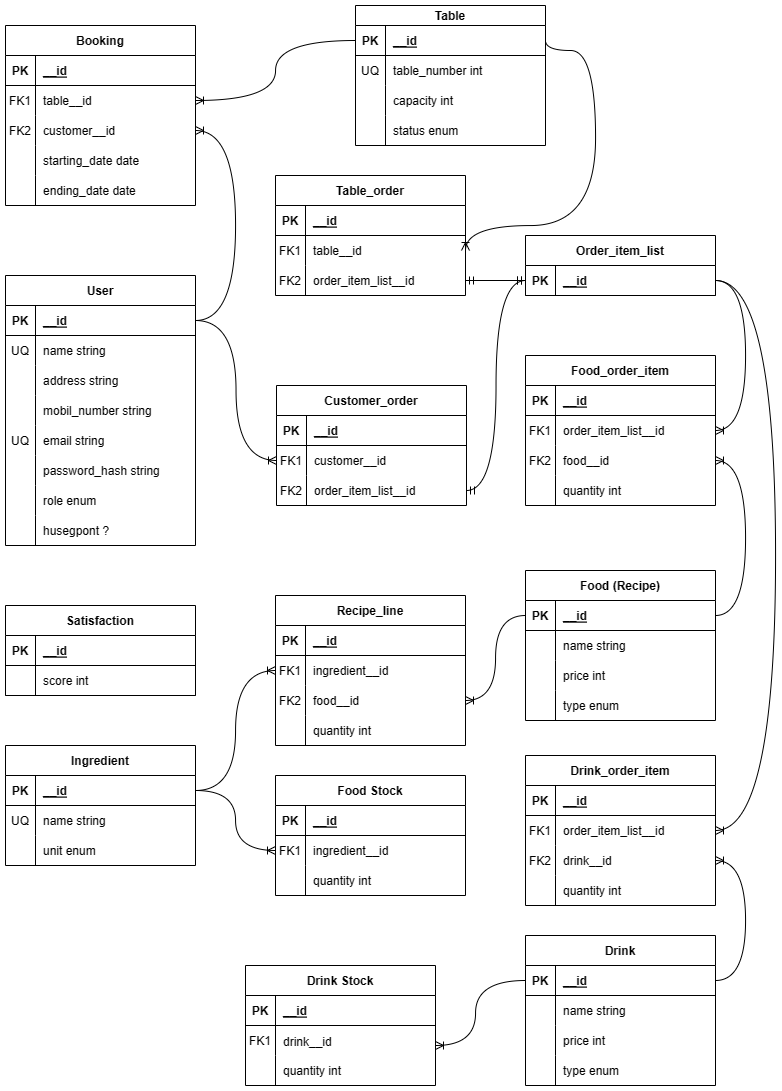 Table
PK __id
UQ table_number int
capacity int
status enum
Booking
PK __id
FK1 table__id
FK2 customer__id
starting_date date
ending_date date
Table_order
PK __id
FK1 table__id
FK2 order_item_list__id
Order_item_list
PK __id
User
PK __id
UQ name string
address string
mobil_number string
UQ email string
password_hash string
role enum
husegpont ?
Customer_order
PK __id
FK1 customer__id
FK2 order_item_list__id
Food_order_item
PK __id
FK1 order_item_list__id
FK2 food__id
quantity int
Satisfaction
PK __id
score int
Recipe_line
PK __id
FK1 ingredient__id
FK2 food__id
quantity int
Food (Recipe)
PK __id
name string
price int
type enum
Ingredient
PK __id
UQ name string
unit enum
Food Stock
PK __id
FK1 ingredient__id
quantity int
Drink_order_item
PK __id
FK1 order_item_list__id
FK2 drink__id
quantity int
Drink Stock
PK __id
FK1 drink__id
quantity int
Drink
PK __id
name string
price int
type enum